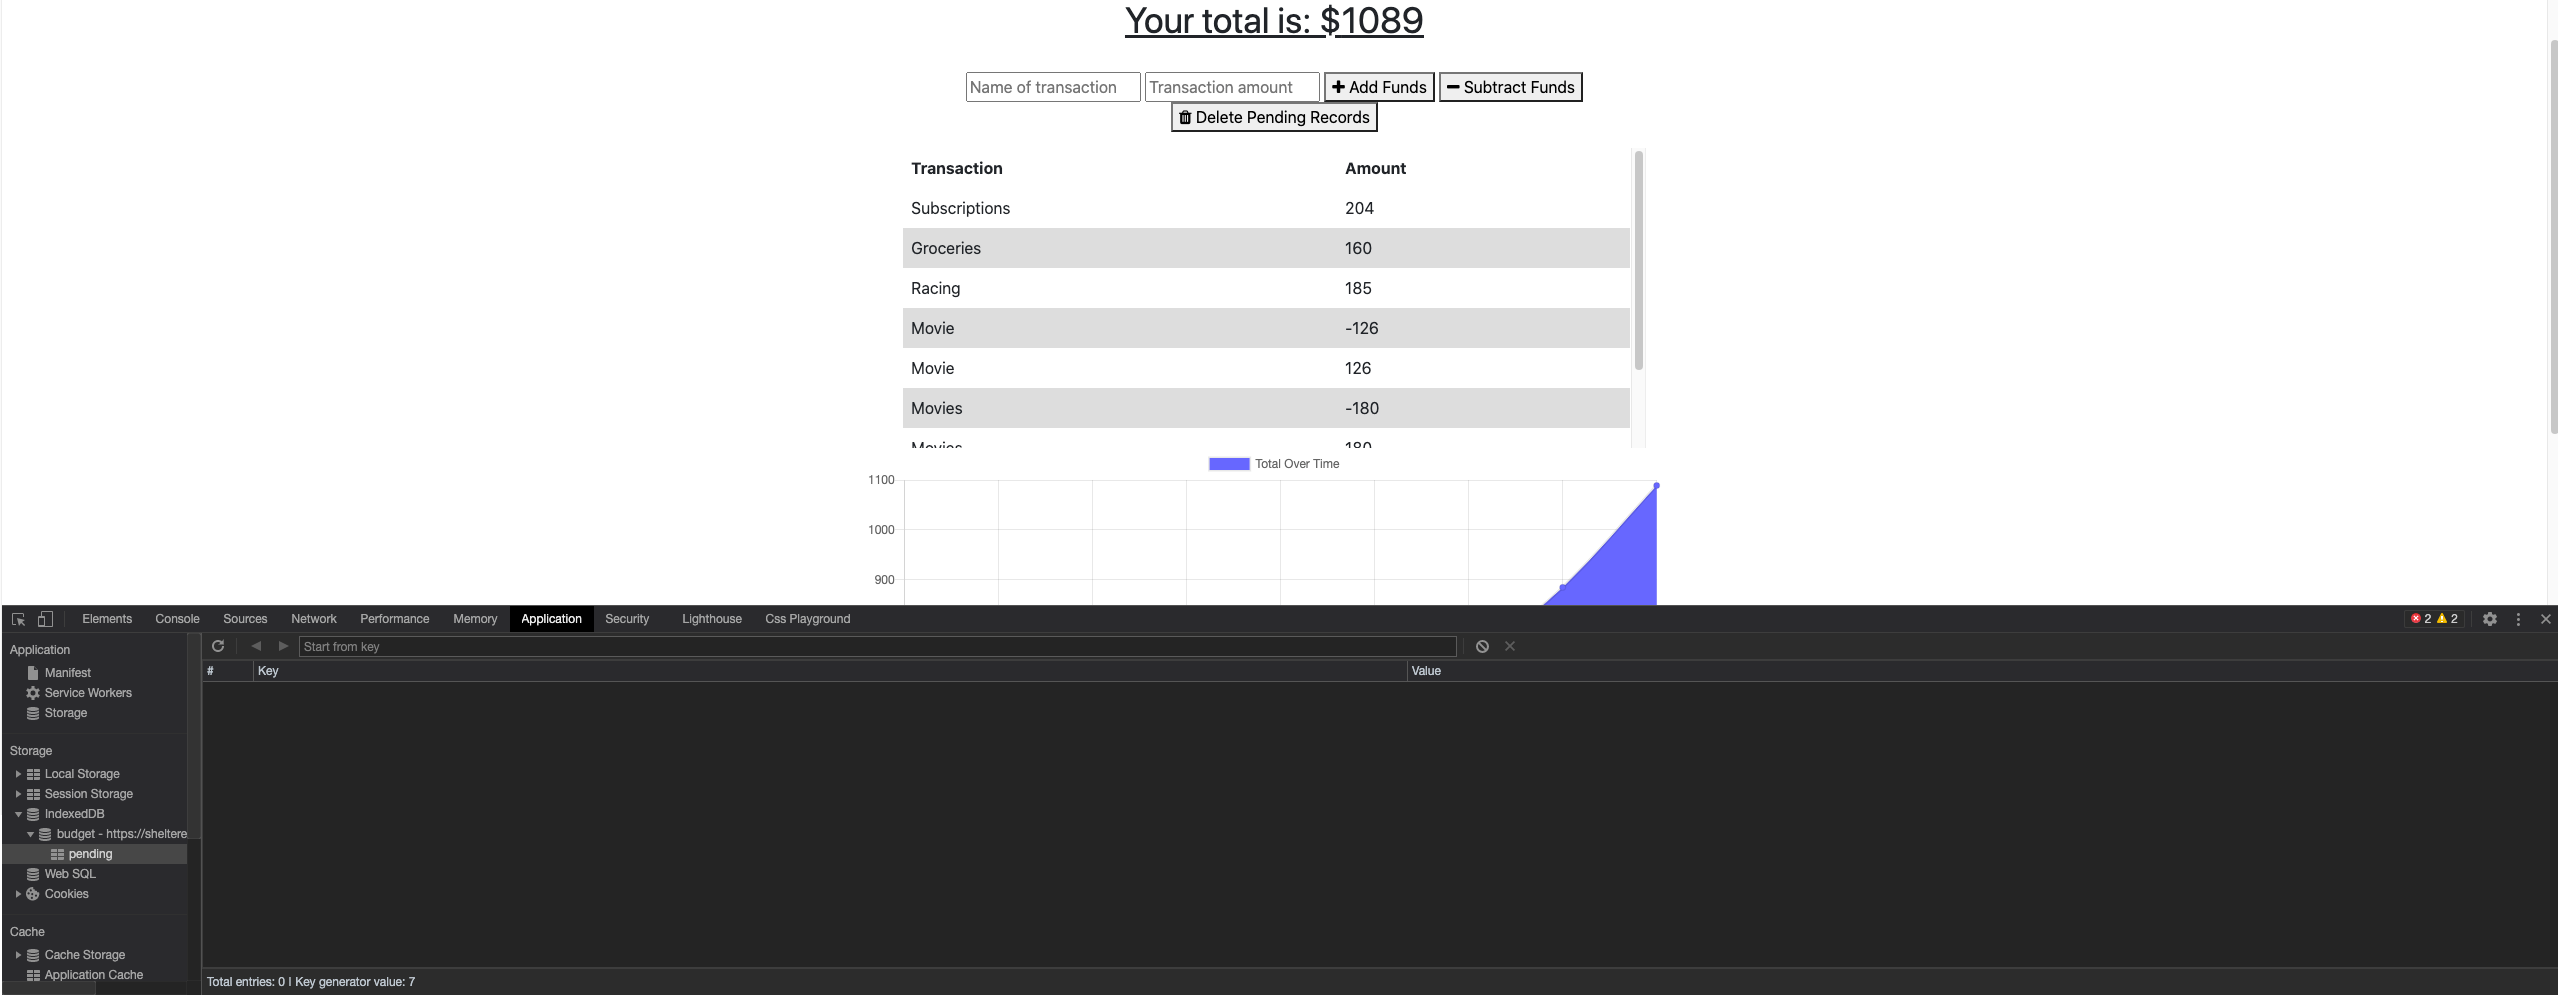 Your total is: $1089
Name of transaction Transaction amount Add Funds Subtract Funds
Delete Pending Records
Transaction Amount
Subscriptions 204
Groceries 160
Racing 185
Movie -126
Movie 126
Movies -180
Movies 180
Total Over Time
1100
1000
900
Elements Console Sources Network Performance Memory Application Security Lighthouse Css Playground 2 2
Application
Manifest
Service Workers
Storage
Storage
Local Storage
Session Storage
IndexedDB
budget - https://sheltere
pending
Web SQL
Cookies
Cache
Cache Storage
Application Cache
Start from key
# Key Value
Total entries: 0 | Key generator value: 7